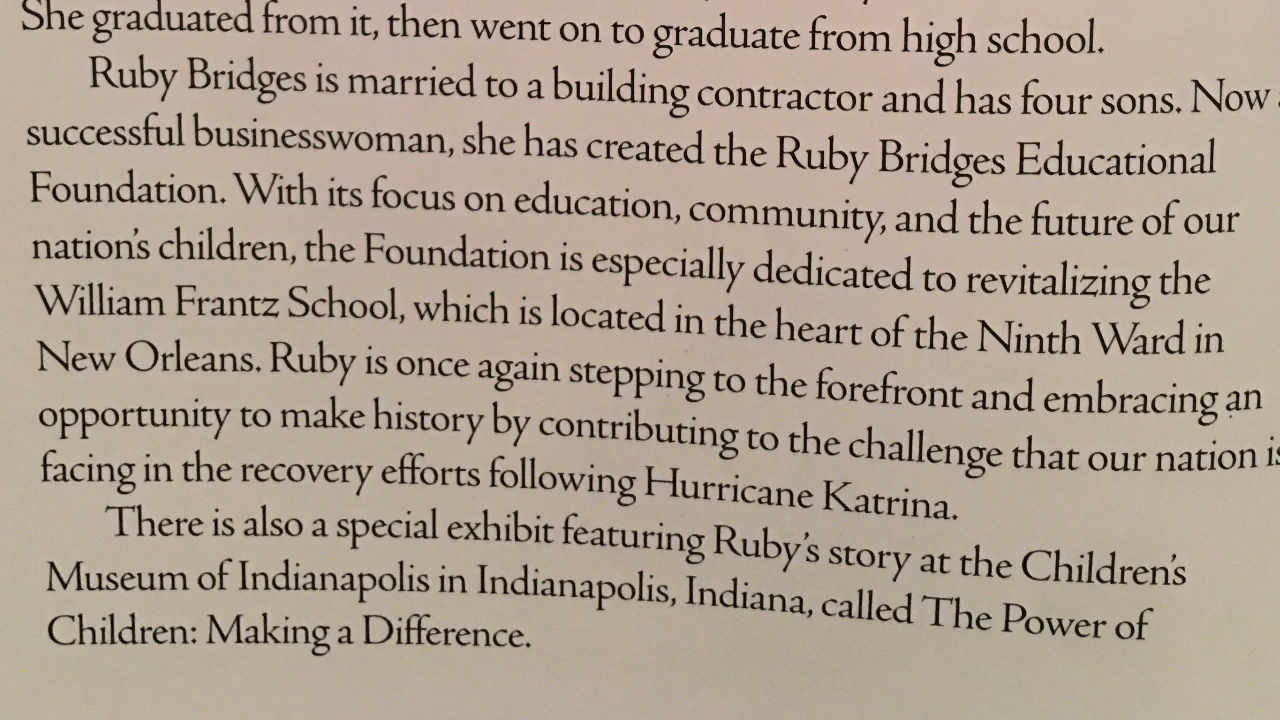 She graduated from it, then went on to graduate from high school.
Ruby Bridges is married to a building contractor and has four sons. Now
successful businesswoman, she has created the Ruby Bridges Educational
Foundation. With its focus on education, community, and the future of our
nation's children, the Foundation is especially dedicated to revitalizing the
William Frantz School, which is located in the heart of the Ninth Ward in
New Orleans. Ruby is once again stepping to the forefront and embracing an
opportunity to make history by contributing to the challenge that our nation is
facing in the recovery efforts following Hurricane Katrina.
There is also a special exhibit featuring Ruby's story at the Children's
Museum of Indianapolis in Indianapolis, Indiana, called The Power of
Children: Making a Difference.